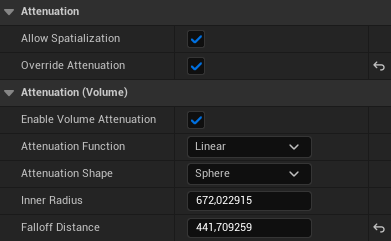 Attenuation
Allow Spatialization
Override Attenuation
Attenuation (Volume)
Enable Volume Attenuation
Attenuation Function Linear
Attenuation Shape Sphere
Inner Radius 672,022915
Falloff Distance 441,709259